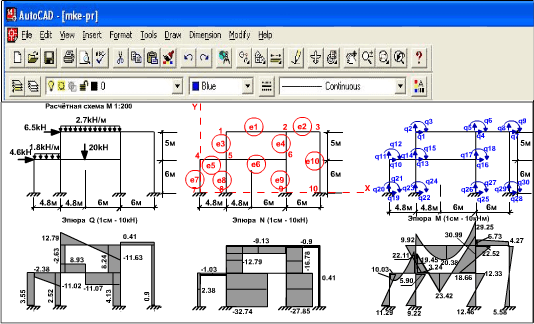 AutoCAD - [mke-pr]
File Edit View Insert Format Tools Draw Dimension Modify Help
0 Blue Continuous
Расчётная схема М 1:200
2.7kH/м
6.5kH
1.8kH/м 20kH
4.6kH
5м
6м
4.8м 4.8м 6м 6м
Y
1 e1 2 e2 3
e3 e4
4 5 6 e10
e5 e6
e7 e8 e9
7 8 9 10 X
4.8м 4.8м 6м 6м
5м
6м
q2 q3 q5 q6 q8 q9
q1 q4 q7
q12 q14 q15 q17 q18
q11 q13 q16
q10
q21 q24 q27 q30
q20 q23 q26 q29
q19 q22 q25 q28
4.8м 4.8м 6м 6м
5м
6м
Эпюра Q (1см - 10кН)
12.79 0.41
-2.63 8.24 -11.63
8.93
-2.38
-11.02 -11.07
3.55 2.52 4.13 0.9
Эпюра N (1см - 10кН)
-9.13 -0.9
-12.79 -16.78
-1.03
2.38 0.41
-32.74 -27.85
Эпюра М (1см - 10кНм)
29.25
9.92 30.99 6.73 4.27
22.11 19.45 20.38 22.52
10.03 3.24
5.90 18.66 12.33
23.42
11.29 9.22 12.46 5.58